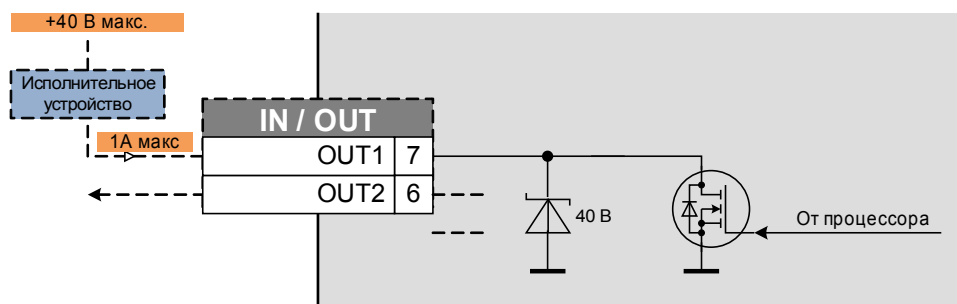 +40 В макс.
Исполнительное
устройство
1А макс
IN / OUT
OUT1 7
OUT2 6
40 В
От процессора